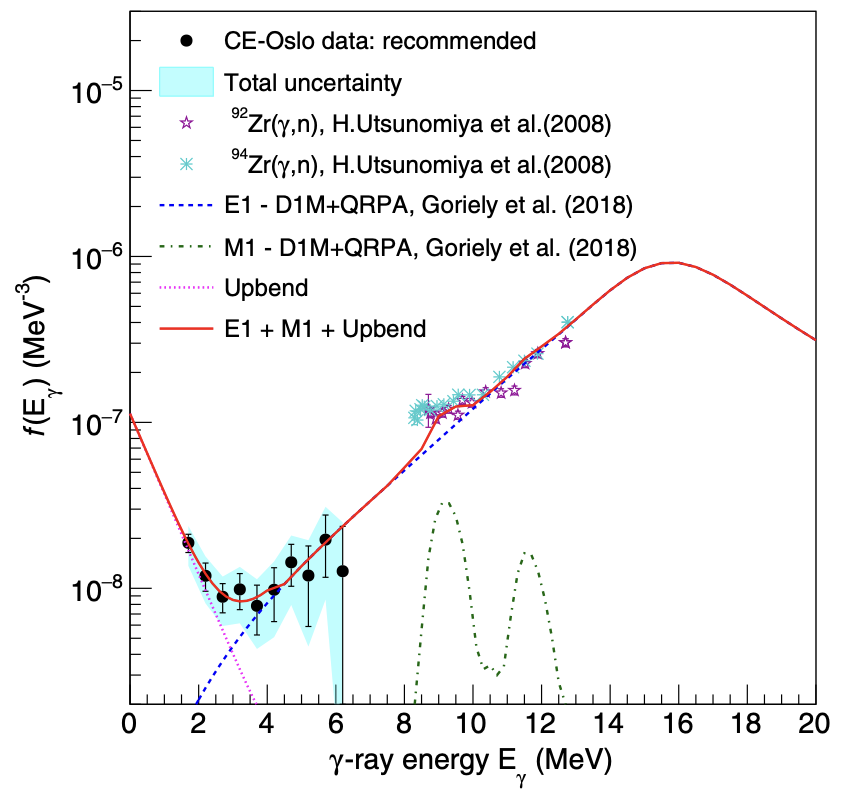 CE-Oslo data: recommended
Total uncertainty
⁹²Zr(γ,n), H.Utsunomiya et al.(2008)
⁹⁴Zr(γ,n), H.Utsunomiya et al.(2008)
E1 - D1M+QRPA, Goriely et al. (2018)
M1 - D1M+QRPA, Goriely et al. (2018)
Upbend
E1 + M1 + Upbend
f(E_γ) (MeV⁻³)
10⁻⁵
10⁻⁶
10⁻⁷
10⁻⁸
0 2 4 6 8 10 12 14 16 18 20
γ-ray energy E_γ (MeV)